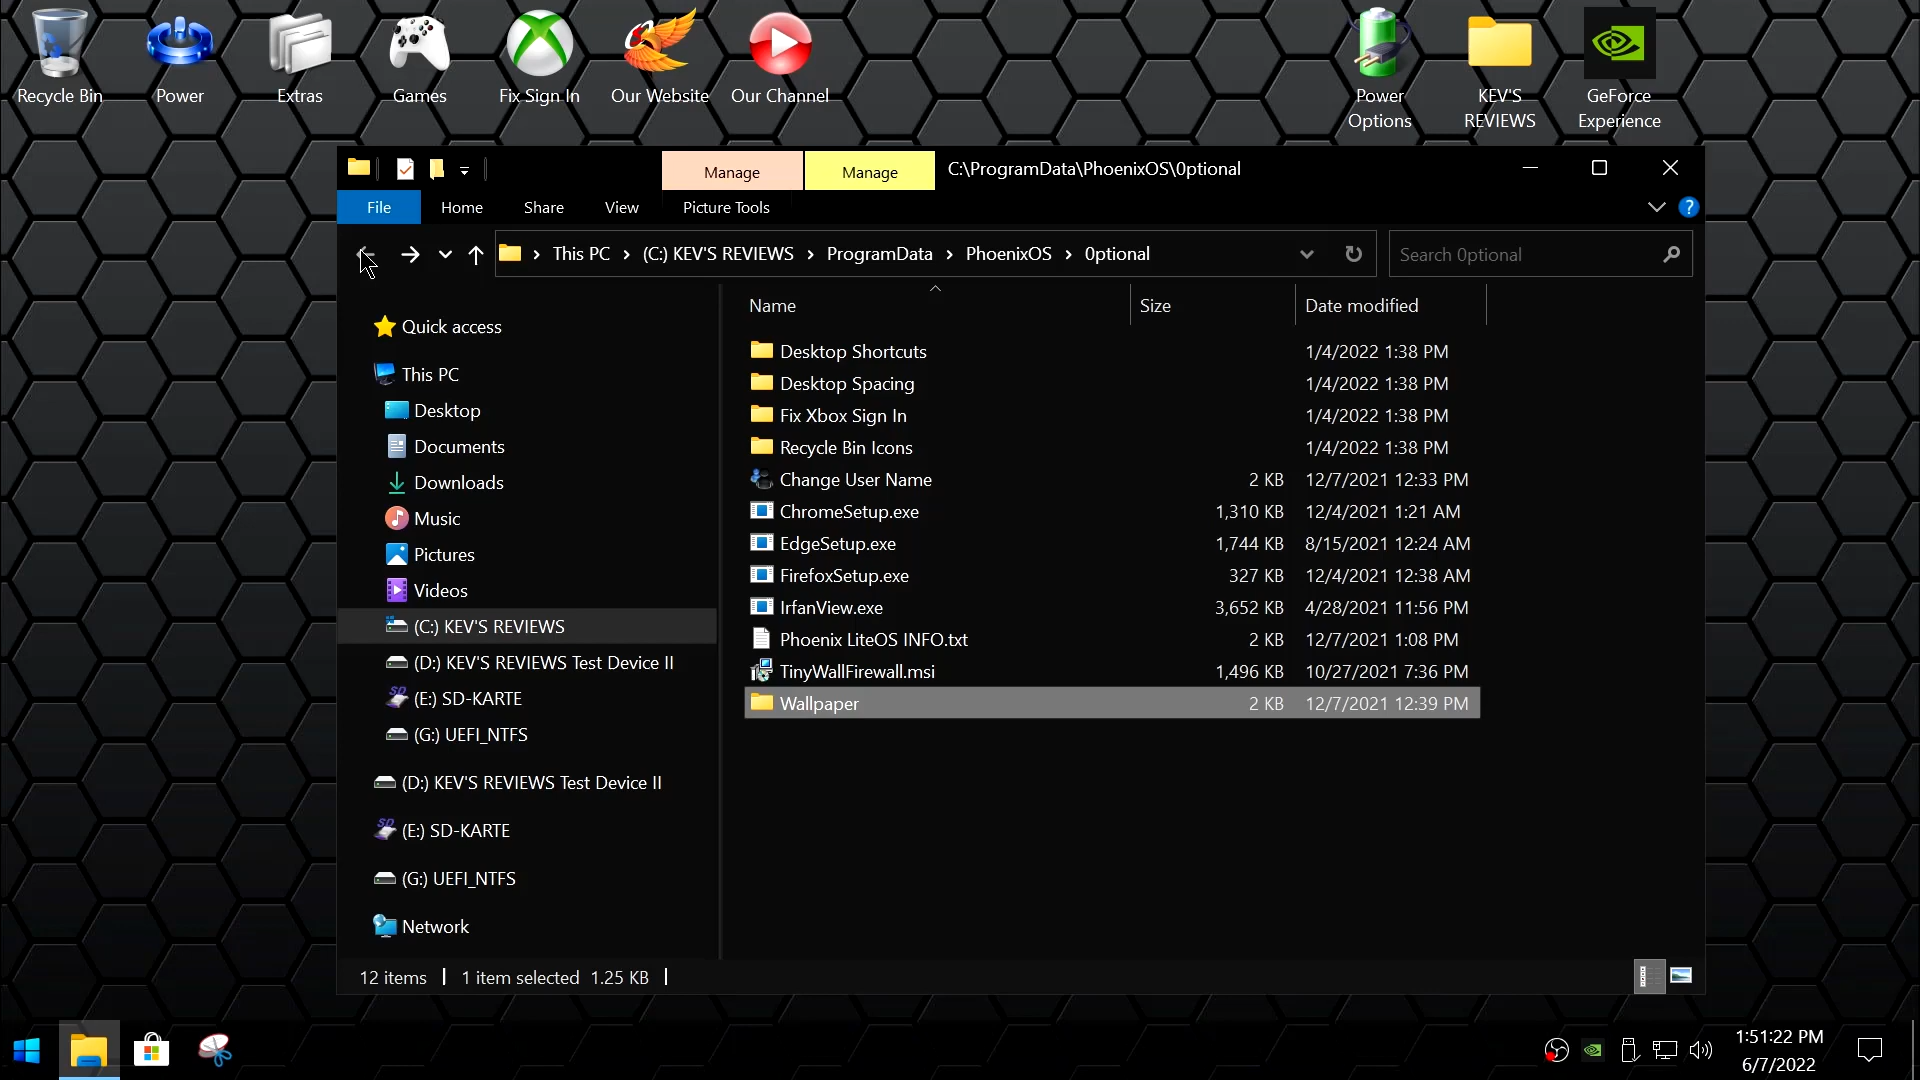 Recycle Bin
Power
Extras
Games
Fix Sign In
Our Website
Our Channel
Power
Options
KEV'S
REVIEWS
GeForce
Experience
Manage
Manage
C:\ProgramData\PhoenixOS\0ptional
File
Home
Share
View
Picture Tools
?
This PC
(C:) KEV'S REVIEWS
ProgramData
PhoenixOS
0ptional
Search 0ptional
Quick access
This PC
Desktop
Documents
Downloads
Music
Pictures
Videos
(C:) KEV'S REVIEWS
(D:) KEV'S REVIEWS Test Device II
(E:) SD-KARTE
(G:) UEFI_NTFS
(D:) KEV'S REVIEWS Test Device II
(E:) SD-KARTE
(G:) UEFI_NTFS
Network
Name Size Date modified
Desktop Shortcuts 1/4/2022 1:38 PM
Desktop Spacing 1/4/2022 1:38 PM
Fix Xbox Sign In 1/4/2022 1:38 PM
Recycle Bin Icons 1/4/2022 1:38 PM
Change User Name 2 KB 12/7/2021 12:33 PM
ChromeSetup.exe 1,310 KB 12/4/2021 1:21 AM
EdgeSetup.exe 1,744 KB 8/15/2021 12:24 AM
FirefoxSetup.exe 327 KB 12/4/2021 12:38 AM
IrfanView.exe 3,652 KB 4/28/2021 11:56 PM
Phoenix LiteOS INFO.txt 2 KB 12/7/2021 1:08 PM
TinyWallFirewall.msi 1,496 KB 10/27/2021 7:36 PM
Wallpaper 2 KB 12/7/2021 12:39 PM
12 items 1 item selected 1.25 KB
1:51:22 PM
6/7/2022